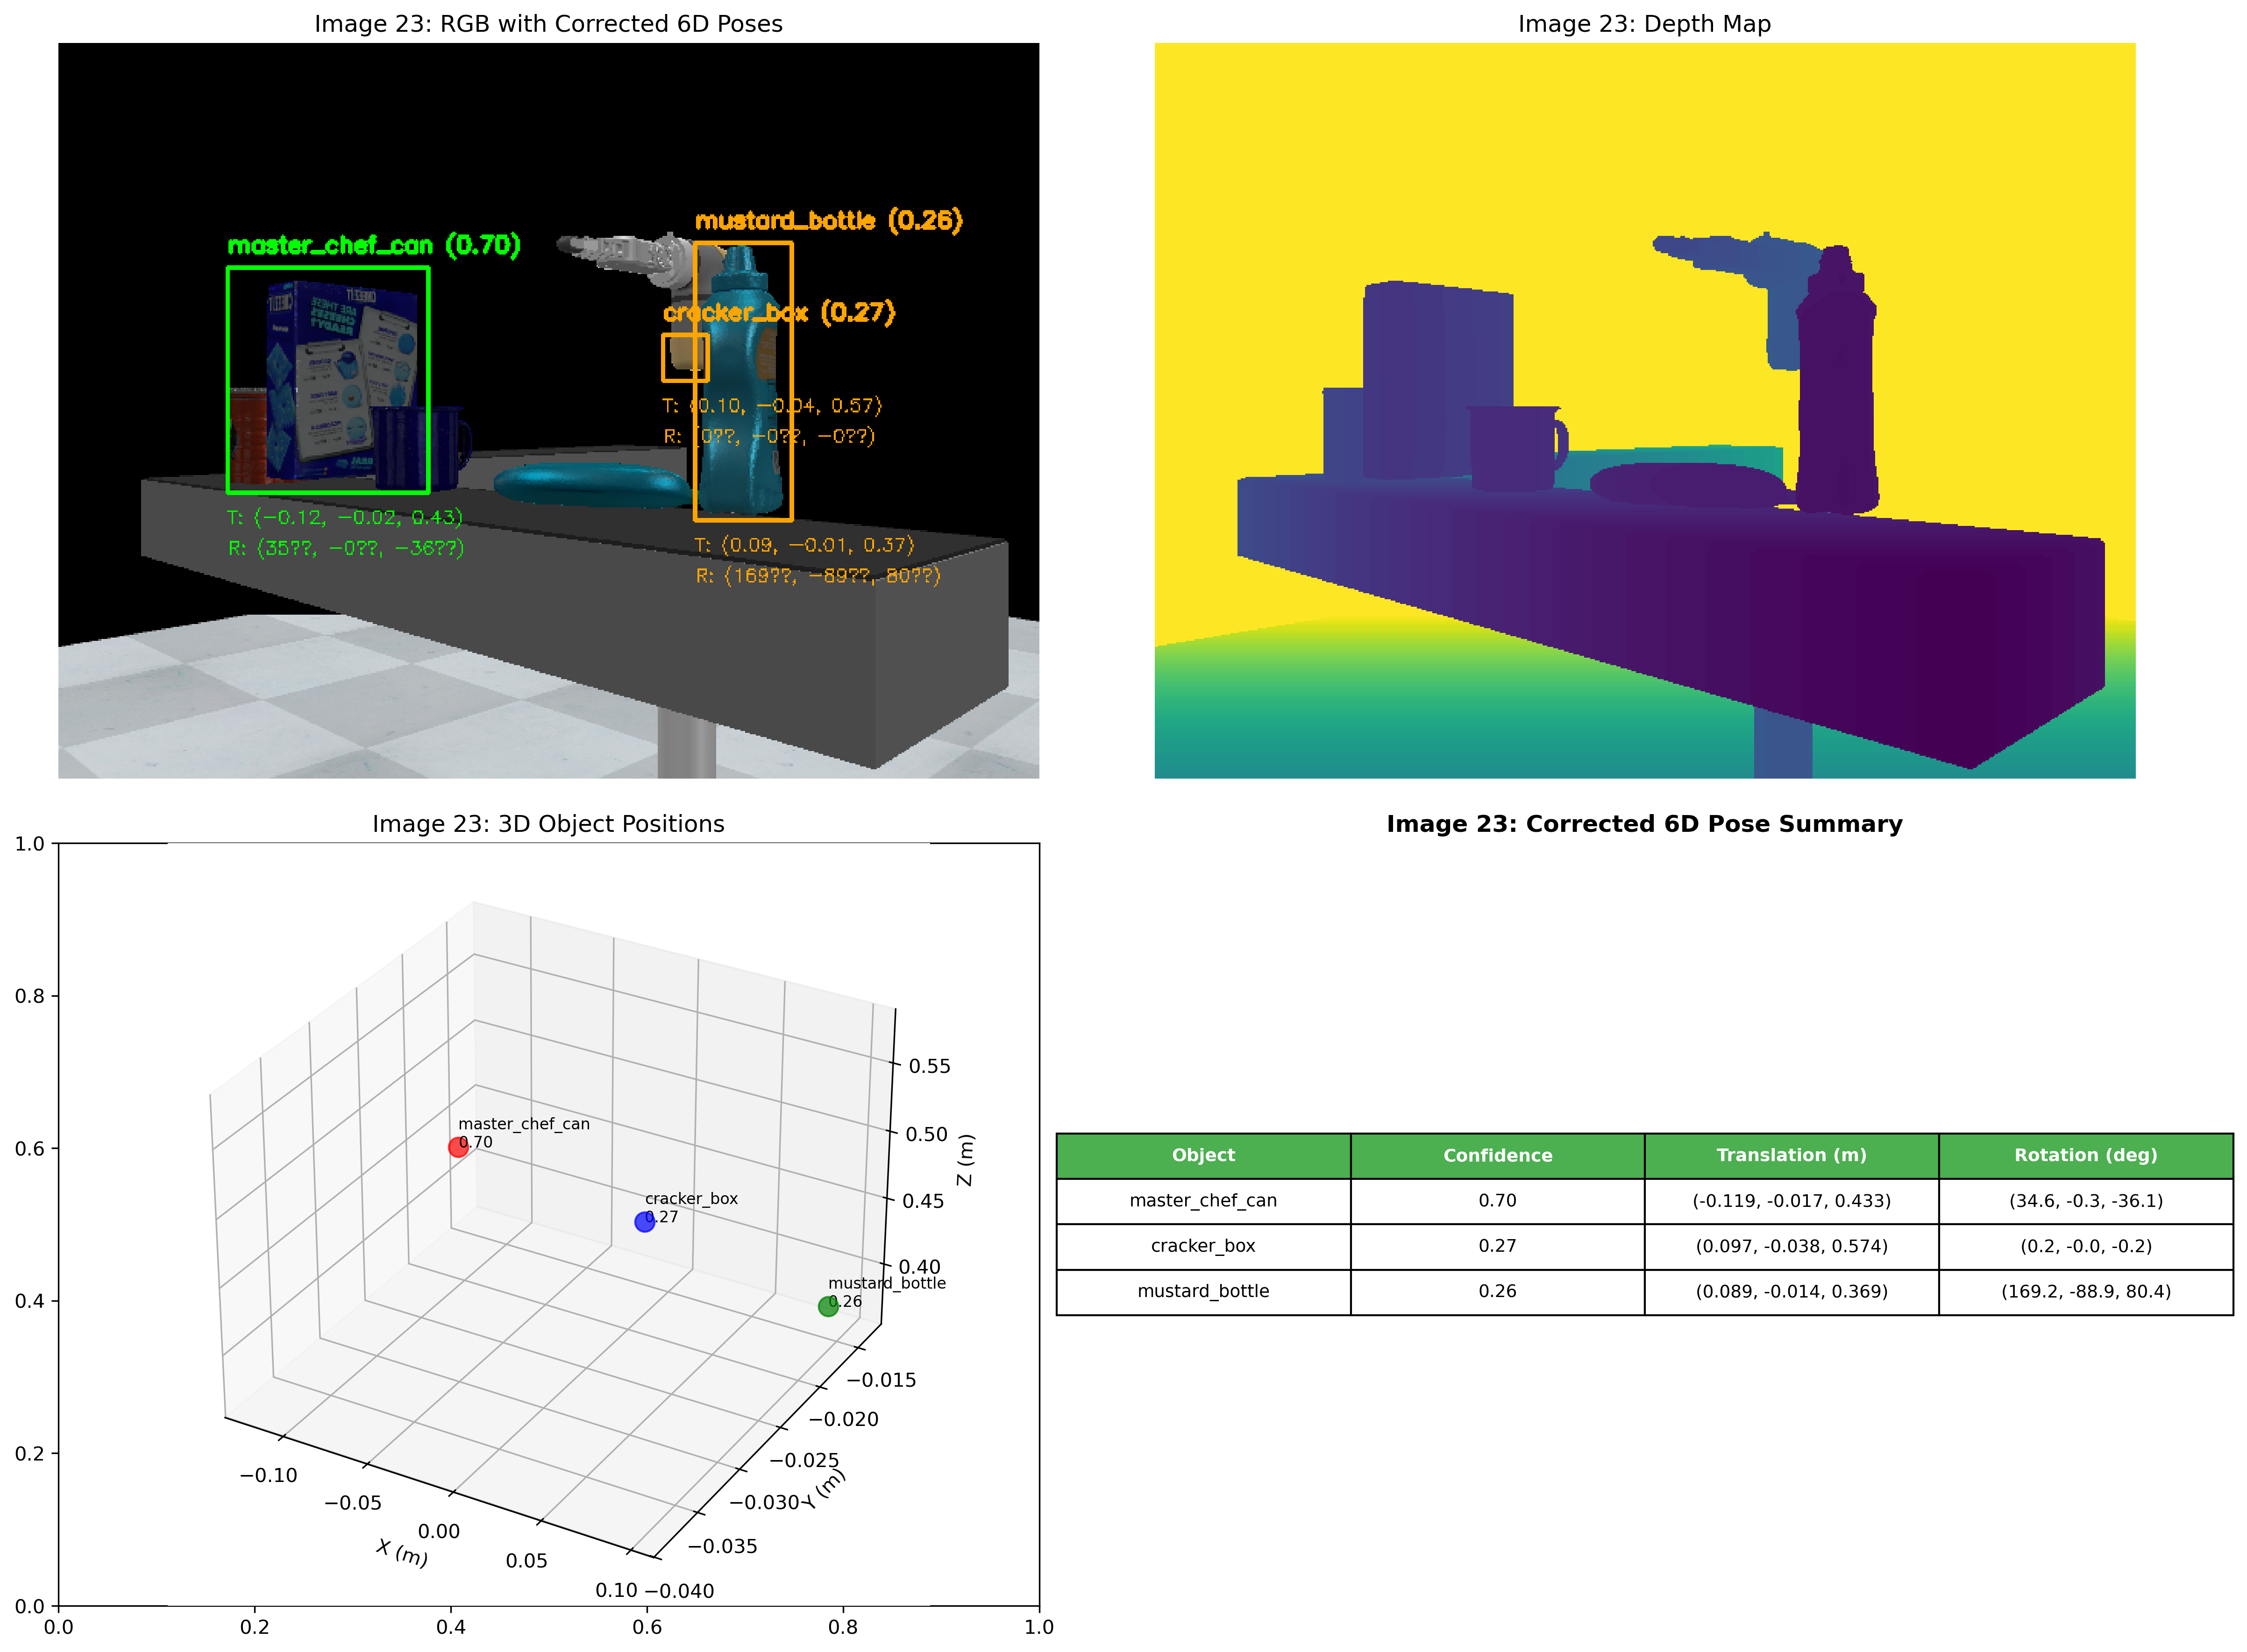 Image 23: RGB with Corrected 6D Poses
mustard_bottle (0.26)
master_chef_can (0.70)
cracker_box (0.27)
CHEEZ IT
ARE THESE
CHEESES
READY?
T: (0.10, −0.04, 0.57)
R: (0??, −0??, −0??)
T: (−0.12, −0.02, 0.43)
R: (35??, −0??, −36??)
T: (0.09, −0.01, 0.37)
R: (169??, −89??, 80??)
Image 23: Depth Map
Image 23: 3D Object Positions
1.0
0.8
0.6
0.4
0.2
0.0
0.0 0.2 0.4 0.6 0.8 1.0
master_chef_can
0.70
cracker_box
0.27
mustard_bottle
0.26
0.55
0.50
0.45
0.40
Z (m)
−0.015
−0.020
−0.025
−0.030
−0.035
−0.040
Y (m)
−0.10
−0.05
0.00
0.05
0.10
X (m)
Image 23: Corrected 6D Pose Summary
Object Confidence Translation (m) Rotation (deg)
master_chef_can 0.70 (-0.119, -0.017, 0.433) (34.6, -0.3, -36.1)
cracker_box 0.27 (0.097, -0.038, 0.574) (0.2, -0.0, -0.2)
mustard_bottle 0.26 (0.089, -0.014, 0.369) (169.2, -88.9, 80.4)